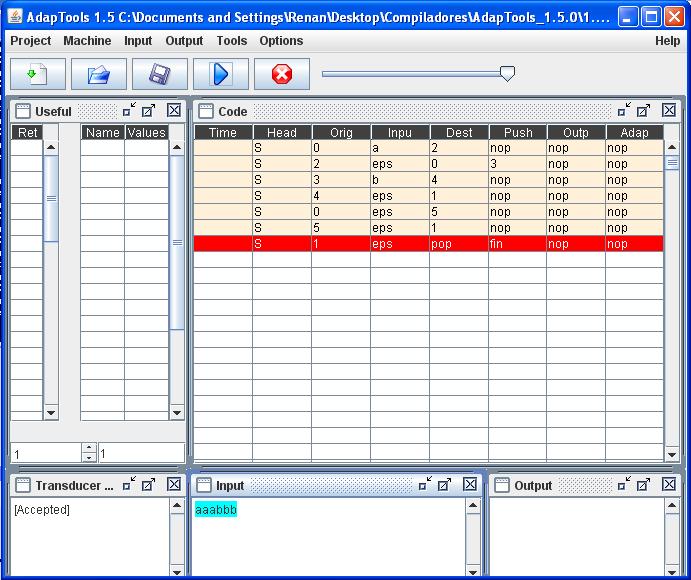 AdapTools 1.5 C:\Documents and Settings\Renan\Desktop\Compiladores\AdapTools_1.5.0\1....
Project Machine Input Output Tools Options Help
Useful
Code
Ret Name Values
Time Head Orig Inpu Dest Push Outp Adap
S 0 a 2 nop nop nop
S 2 eps 0 3 nop nop
S 3 b 4 nop nop nop
S 4 eps 1 nop nop nop
S 0 eps 5 nop nop nop
S 5 eps 1 nop nop nop
S 1 eps pop fin nop nop
1 1
Transducer ...
Input
Output
[Accepted]
aaabbb